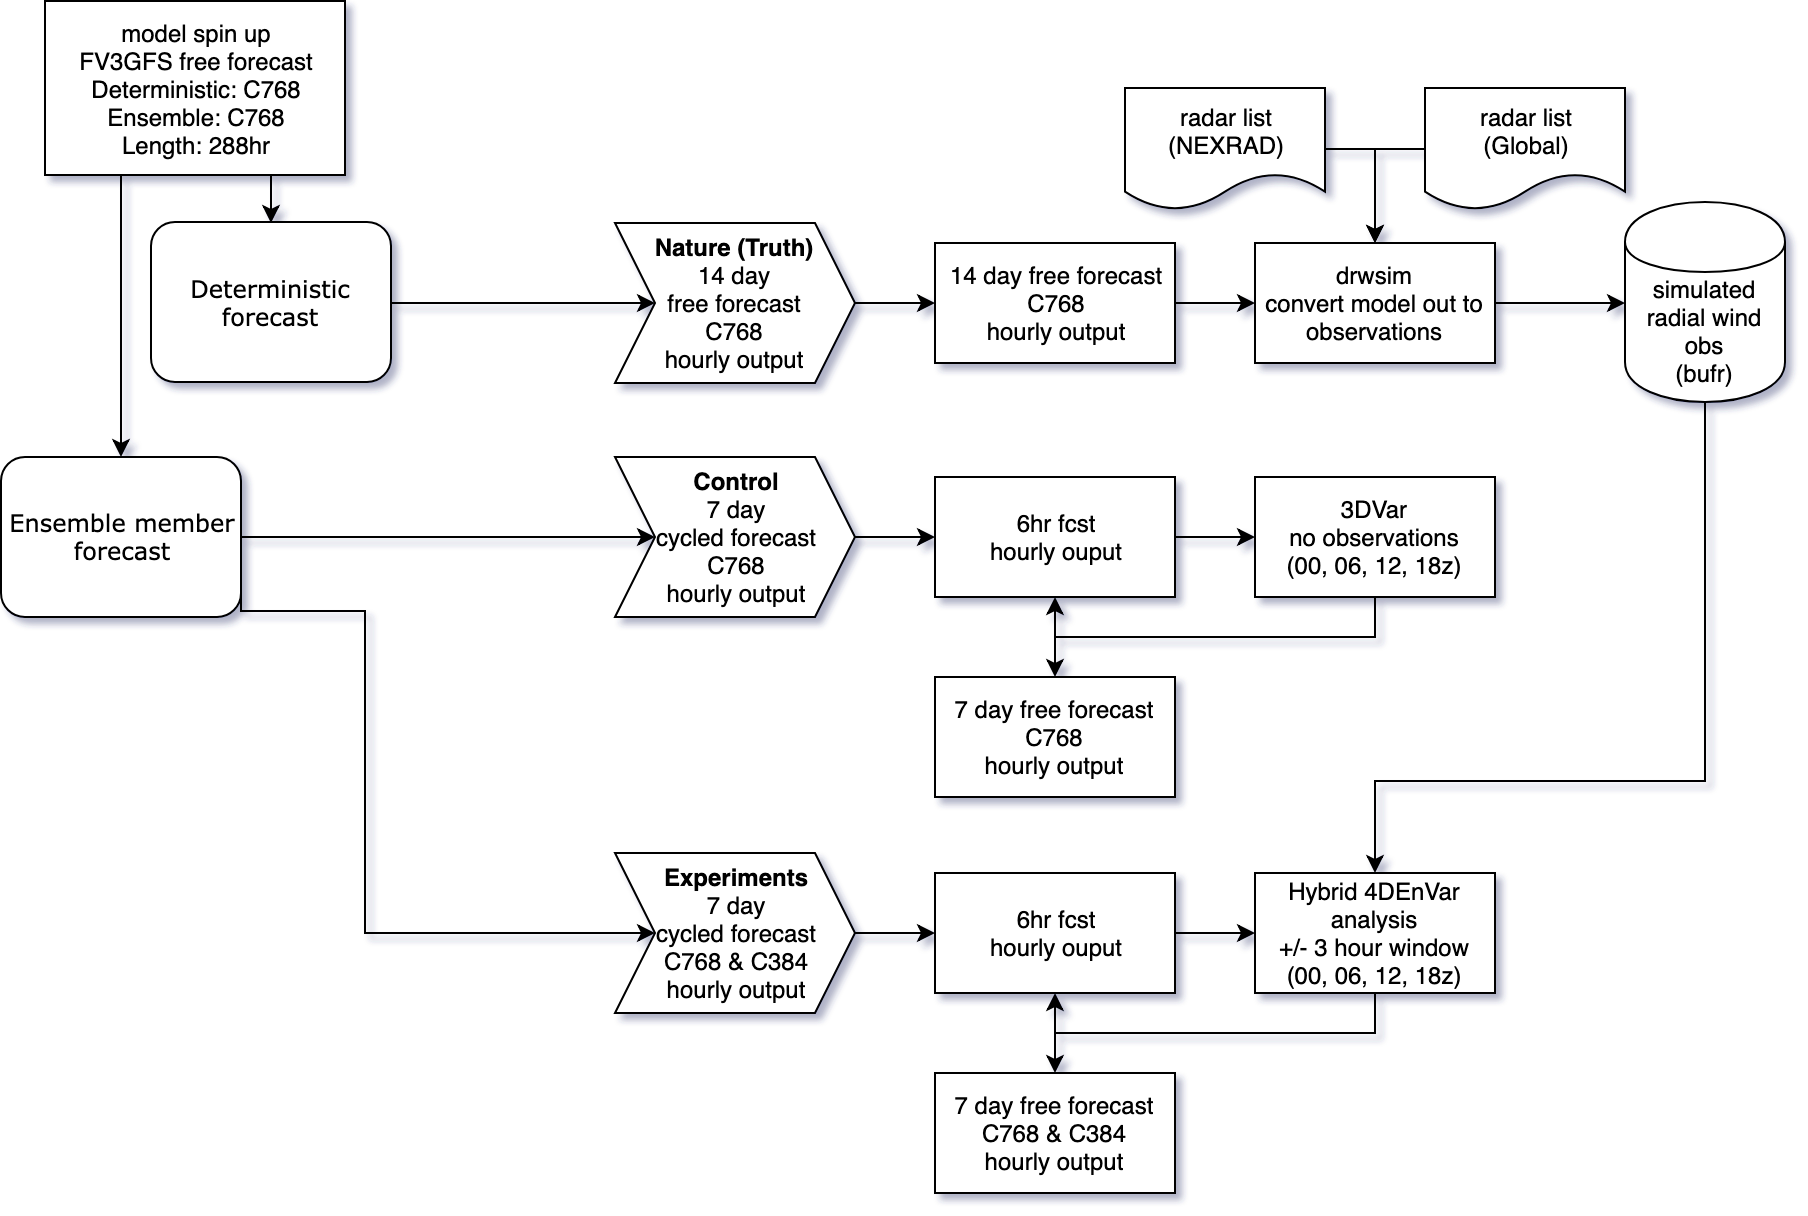 model spin up
FV3GFS free forecast
Deterministic: C768
Ensemble: C768
Length: 288hr
radar list
(NEXRAD)
radar list
(Global)
Deterministic
forecast
Nature (Truth)
14 day
free forecast
C768
hourly output
14 day free forecast
C768
hourly output
drwsim
convert model out to
observations
simulated
radial wind
obs
(bufr)
Ensemble member
forecast
Control
7 day
cycled forecast
C768
hourly output
6hr fcst
hourly ouput
3DVar
no observations
(00, 06, 12, 18z)
7 day free forecast
C768
hourly output
Experiments
7 day
cycled forecast
C768 & C384
hourly output
6hr fcst
hourly ouput
Hybrid 4DEnVar
analysis
+/- 3 hour window
(00, 06, 12, 18z)
7 day free forecast
C768 & C384
hourly output